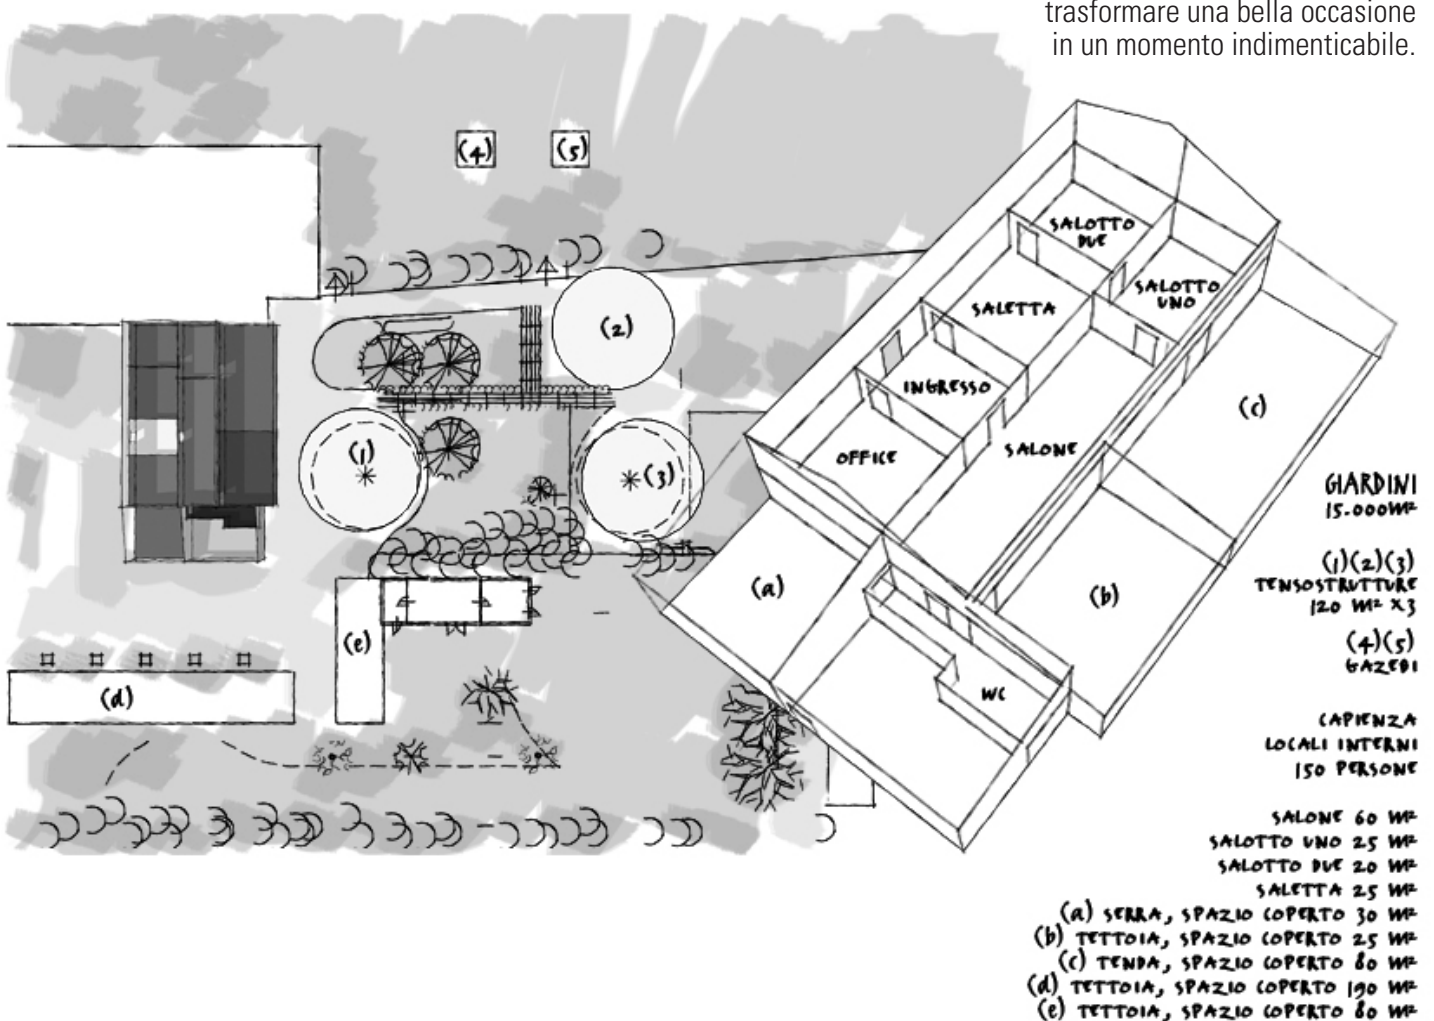 trasformare una bella occasione
in un momento indimenticabile.
(4)
(5)
(2)
(1)
(3)
(e)
(d)
SALOTTO
DUE
SALOTTO
UNO
SALETTA
INGRESSO
OFFICE
SALONE
(c)
(a)
(b)
WC
GIARDINI
15.000 M²
(1)(2)(3)
TENSOSTRUTTURE
120 M² X3
(4)(5)
GAZEBI
CAPIENZA
LOCALI INTERNI
150 PERSONE
SALONE 60 M²
SALOTTO UNO 25 M²
SALOTTO DUE 20 M²
SALETTA 25 M²
(a) SERRA, SPAZIO COPERTO 30 M²
(b) TETTOIA, SPAZIO COPERTO 25 M²
(c) TENDA, SPAZIO COPERTO 80 M²
(d) TETTOIA, SPAZIO COPERTO 190 M²
(e) TETTOIA, SPAZIO COPERTO 80 M²